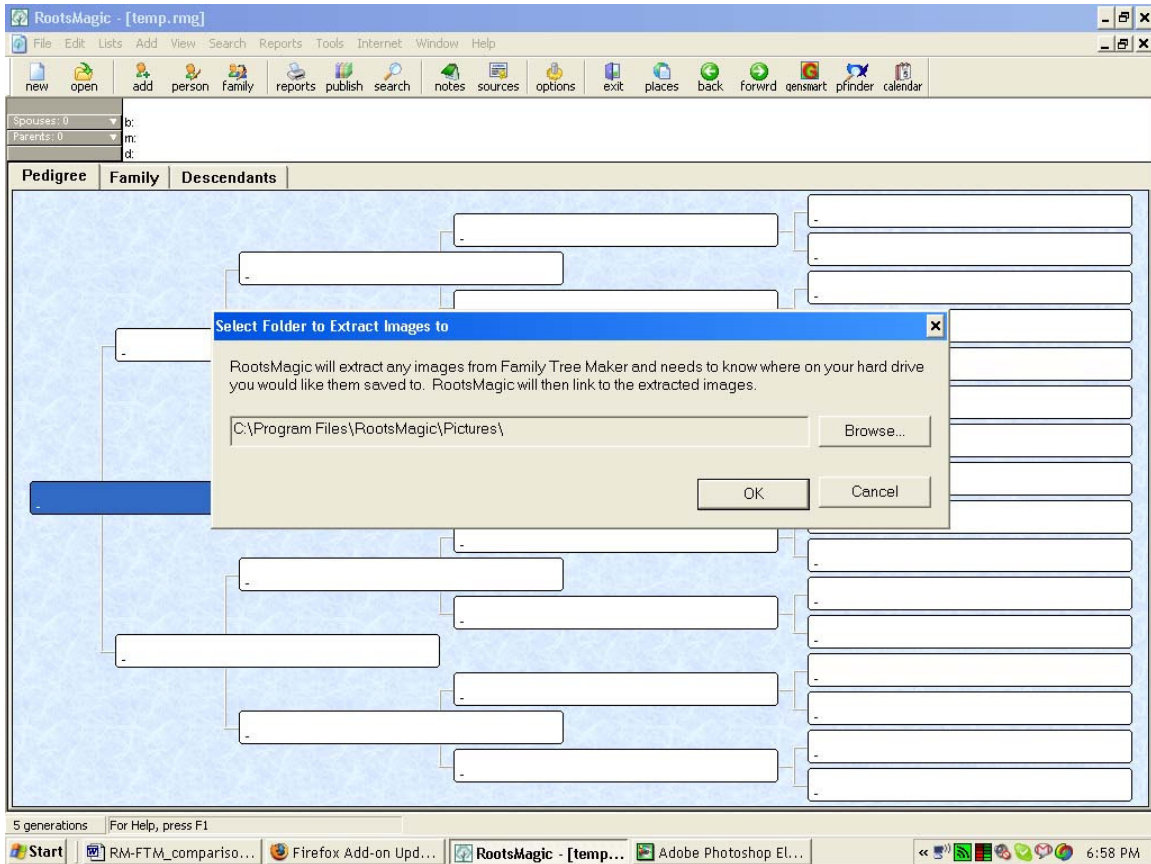 RootsMagic - [temp.rmg]
File Edit Lists Add View Search Reports Tools Internet Window Help
new open add person family reports publish search notes sources options exit places back forwrd gensmart pfinder calendar
Spouses: 0 b:
Parents: 0 m:
d:
Pedigree Family Descendants
Select Folder to Extract Images to
RootsMagic will extract any images from Family Tree Maker and needs to know where on your hard drive
you would like them saved to. RootsMagic will then link to the extracted images.
C:\Program Files\RootsMagic\Pictures\ Browse...
OK Cancel
5 generations For Help, press F1
Start RM-FTM_compariso... Firefox Add-on Upd... RootsMagic - [temp... Adobe Photoshop El... « 6:58 PM